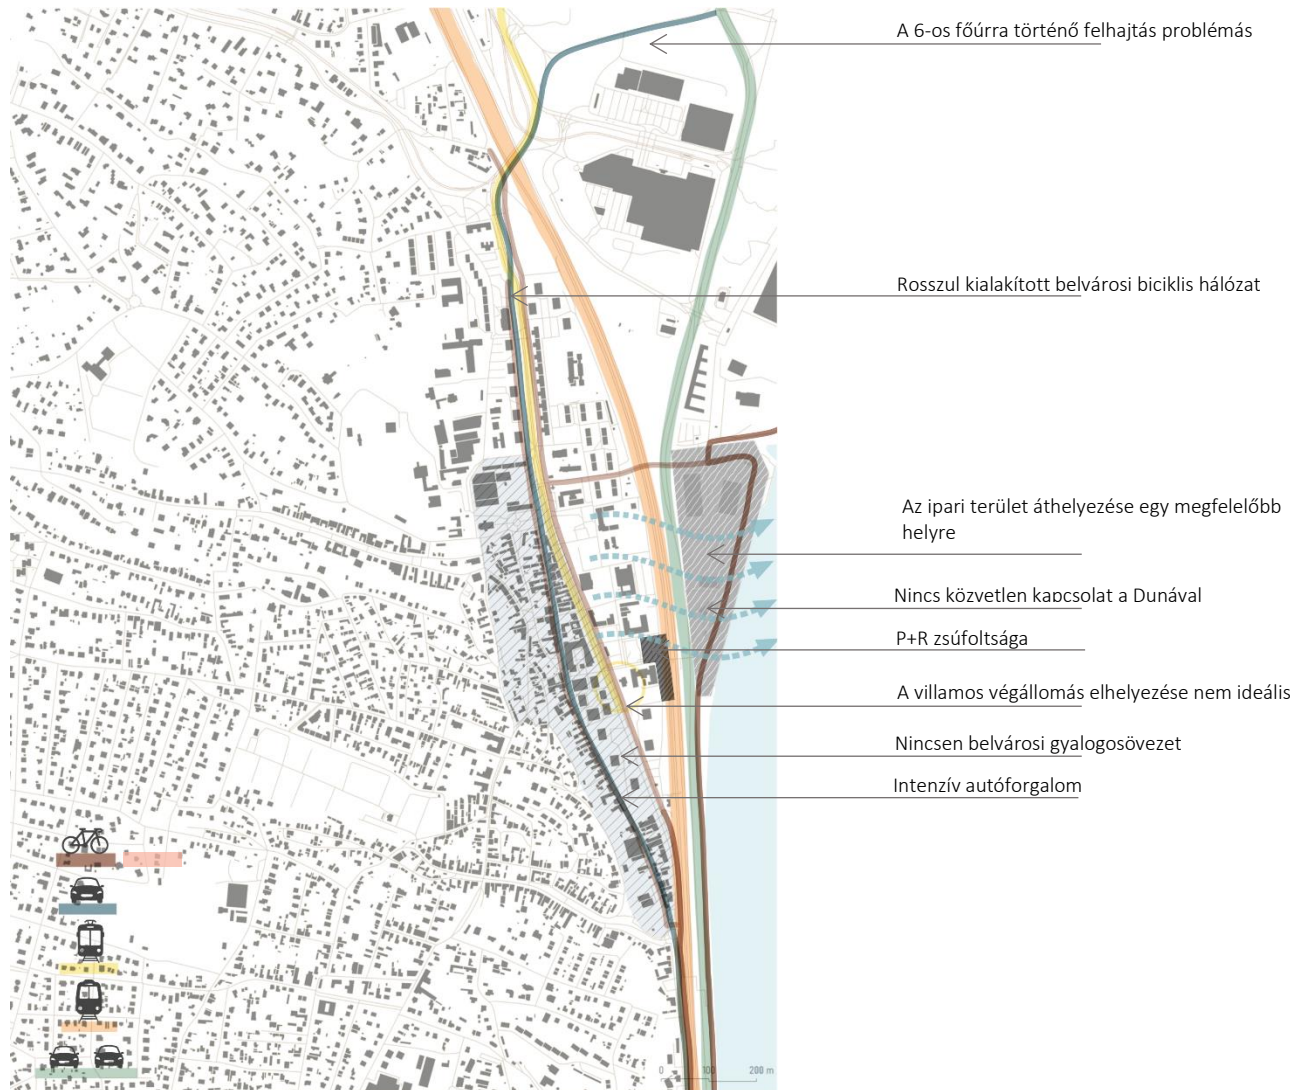 A 6-os főúrra történő felhajtás problémás
Rosszul kialakított belvárosi biciklis hálózat
Az ipari terület áthelyezése egy megfelelőbb
helyre
Nincs közvetlen kapcsolat a Dunával
P+R zsúfoltsága
A villamos végállomás elhelyezése nem ideális
Nincsen belvárosi gyalogosövezet
Intenzív autóforgalom
0 100 200 m